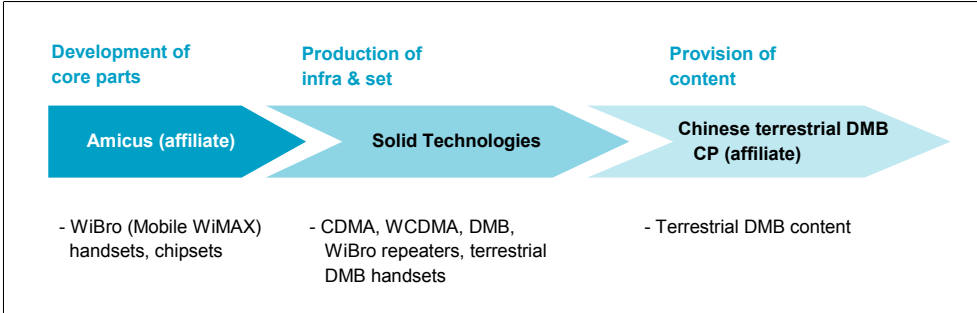 Development of
core parts
Production of
infra & set
Provision of
content
Amicus (affiliate)
Solid Technologies
Chinese terrestrial DMB
CP (affiliate)
- WiBro (Mobile WiMAX)
handsets, chipsets
- CDMA, WCDMA, DMB,
WiBro repeaters, terrestrial
DMB handsets
- Terrestrial DMB content